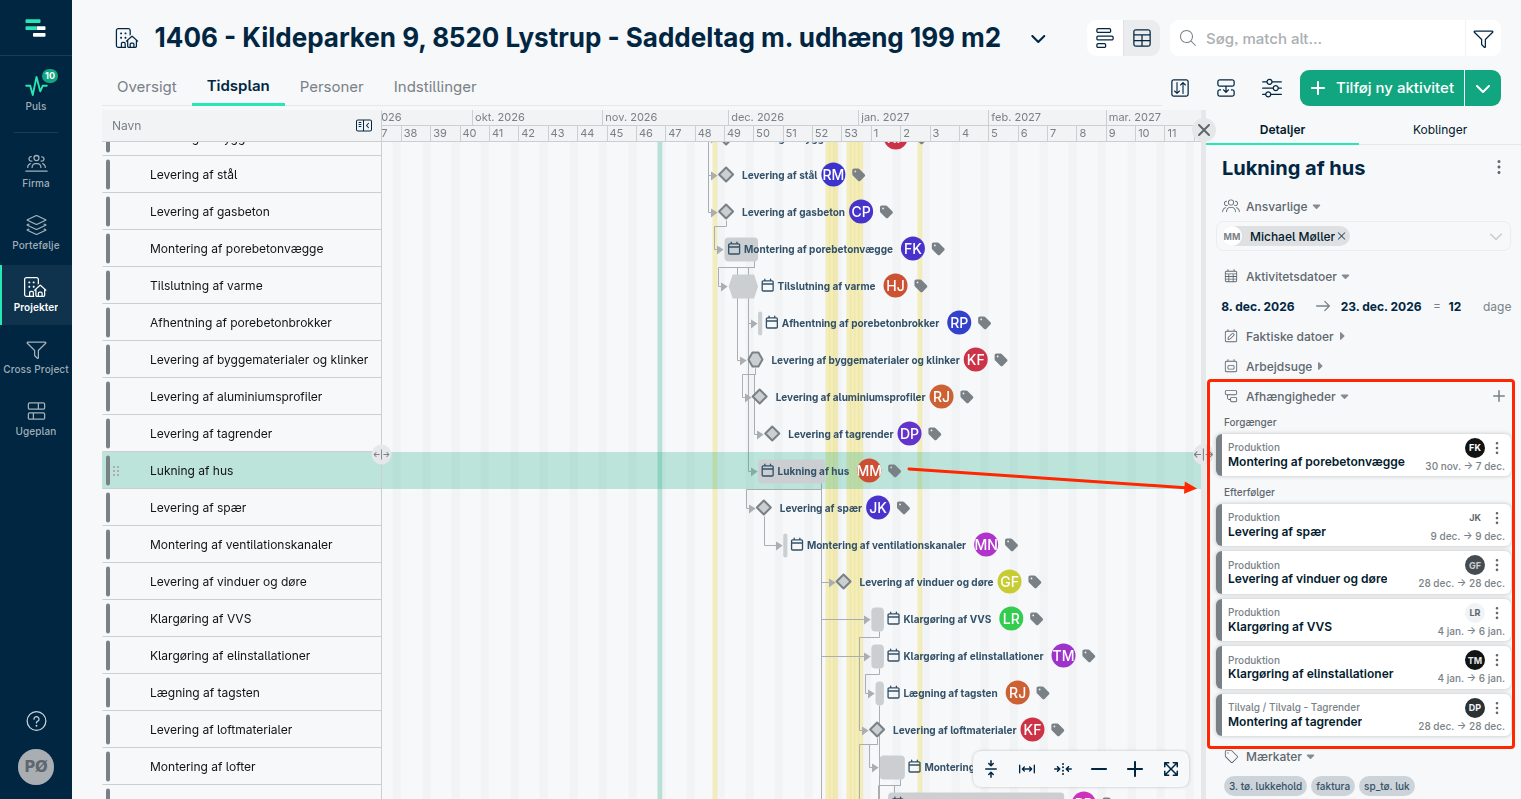 1406 - Kildeparken 9, 8520 Lystrup - Saddeltag m. udhæng 199 m2
Søg, match alt...
10
Puls
Firma
Portefølje
Projekter
Cross Project
Ugeplan
PØ
Oversigt
Tidsplan
Personer
Indstillinger
Tilføj ny aktivitet
Navn
026
okt. 2026
nov. 2026
dec. 2026
jan. 2027
feb. 2027
mar. 2027
7 38 39 40 41 42 43 44 45 46 47 48 49 50 51 52 53 1 2 3 4 5 6 7 8 9 10 11
Levering af stål
Levering af stål RM
Levering af gasbeton
Levering af gasbeton CP
Montering af porebetonvægge
Montering af porebetonvægge FK
Tilslutning af varme
Tilslutning af varme HJ
Afhentning af porebetonbrokker
Afhentning af porebetonbrokker RP
Levering af byggematerialer og klinker
Levering af byggematerialer og klinker KF
Levering af aluminiumsprofiler
Levering af aluminiumsprofiler RJ
Levering af tagrender
Levering af tagrender DP
Lukning af hus
Lukning af hus MM
Levering af spær
Levering af spær JK
Montering af ventilationskanaler
Montering af ventilationskanaler MN
Levering af vinduer og døre
Levering af vinduer og døre GF
Klargøring af VVS
Klargøring af VVS LR
Klargøring af elinstallationer
Klargøring af elinstallationer TM
Lægning af tagsten
Lægning af tagsten RJ
Levering af loftmaterialer
Levering af loftmaterialer KF
Montering af lofter
Montering
Detaljer
Koblinger
Lukning af hus
Ansvarlige
MM Michael Møller
Aktivitetsdatoer
8. dec. 2026 → 23. dec. 2026 = 12 dage
Faktiske datoer
Arbejdsuge
Afhængigheder
Forgænger
Produktion FK
Montering af porebetonvægge
30 nov. → 7 dec.
Efterfølger
Produktion JK
Levering af spær
9 dec. → 9 dec.
Produktion GF
Levering af vinduer og døre
28 dec. → 28 dec.
Produktion LR
Klargøring af VVS
4 jan. → 6 jan.
Produktion TM
Klargøring af elinstallationer
4 jan. → 6 jan.
Tilvalg / Tilvalg - Tagrender DP
Montering af tagrender
28 dec. → 28 dec.
Mærkater
3. tø. lukkehold
faktura
sp_tø. luk